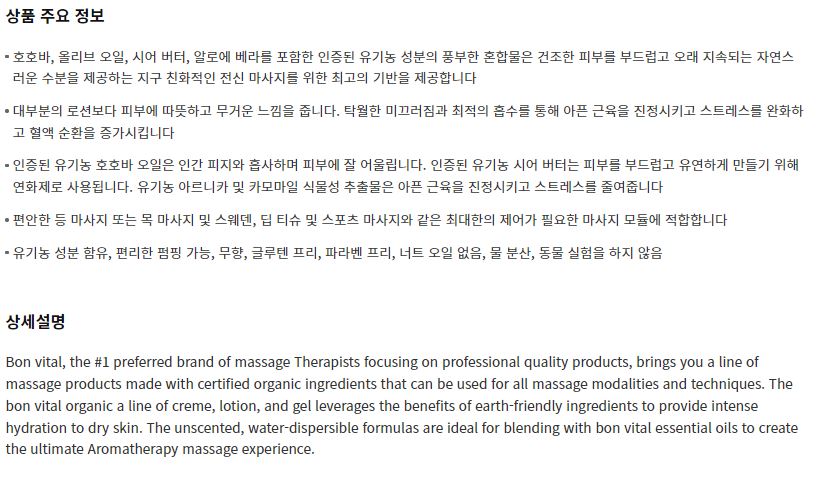 상품 주요 정보
호호바, 올리브 오일, 시어 버터, 알로에 베라를 포함한 인증된 유기농 성분의 풍부한 혼합물은 건조한 피부를 부드럽고 오래 지속되는 자연스
러운 수분을 제공하는 지구 친화적인 전신 마사지를 위한 최고의 기반을 제공합니다
대부분의 로션보다 피부에 따뜻하고 무거운 느낌을 줍니다. 탁월한 미끄러짐과 최적의 흡수를 통해 아픈 근육을 진정시키고 스트레스를 완화하
고 혈액 순환을 증가시킵니다
인증된 유기농 호호바 오일은 인간 피지와 흡사하며 피부에 잘 어울립니다. 인증된 유기농 시어 버터는 피부를 부드럽고 유연하게 만들기 위해
연화제로 사용됩니다. 유기농 아르니카 및 카모마일 식물성 추출물은 아픈 근육을 진정시키고 스트레스를 줄여줍니다
편안한 등 마사지 또는 목 마사지 및 스웨덴, 딥 티슈 및 스포츠 마사지와 같은 최대한의 제어가 필요한 마사지 모듈에 적합합니다
유기농 성분 함유, 편리한 펌핑 가능, 무향, 글루텐 프리, 파라벤 프리, 너트 오일 없음, 물 분산, 동물 실험을 하지 않음
상세설명
Bon vital, the #1 preferred brand of massage Therapists focusing on professional quality products, brings you a line of
massage products made with certified organic ingredients that can be used for all massage modalities and techniques. The
bon vital organic a line of creme, lotion, and gel leverages the benefits of earth-friendly ingredients to provide intense
hydration to dry skin. The unscented, water-dispersible formulas are ideal for blending with bon vital essential oils to create
the ultimate Aromatherapy massage experience.